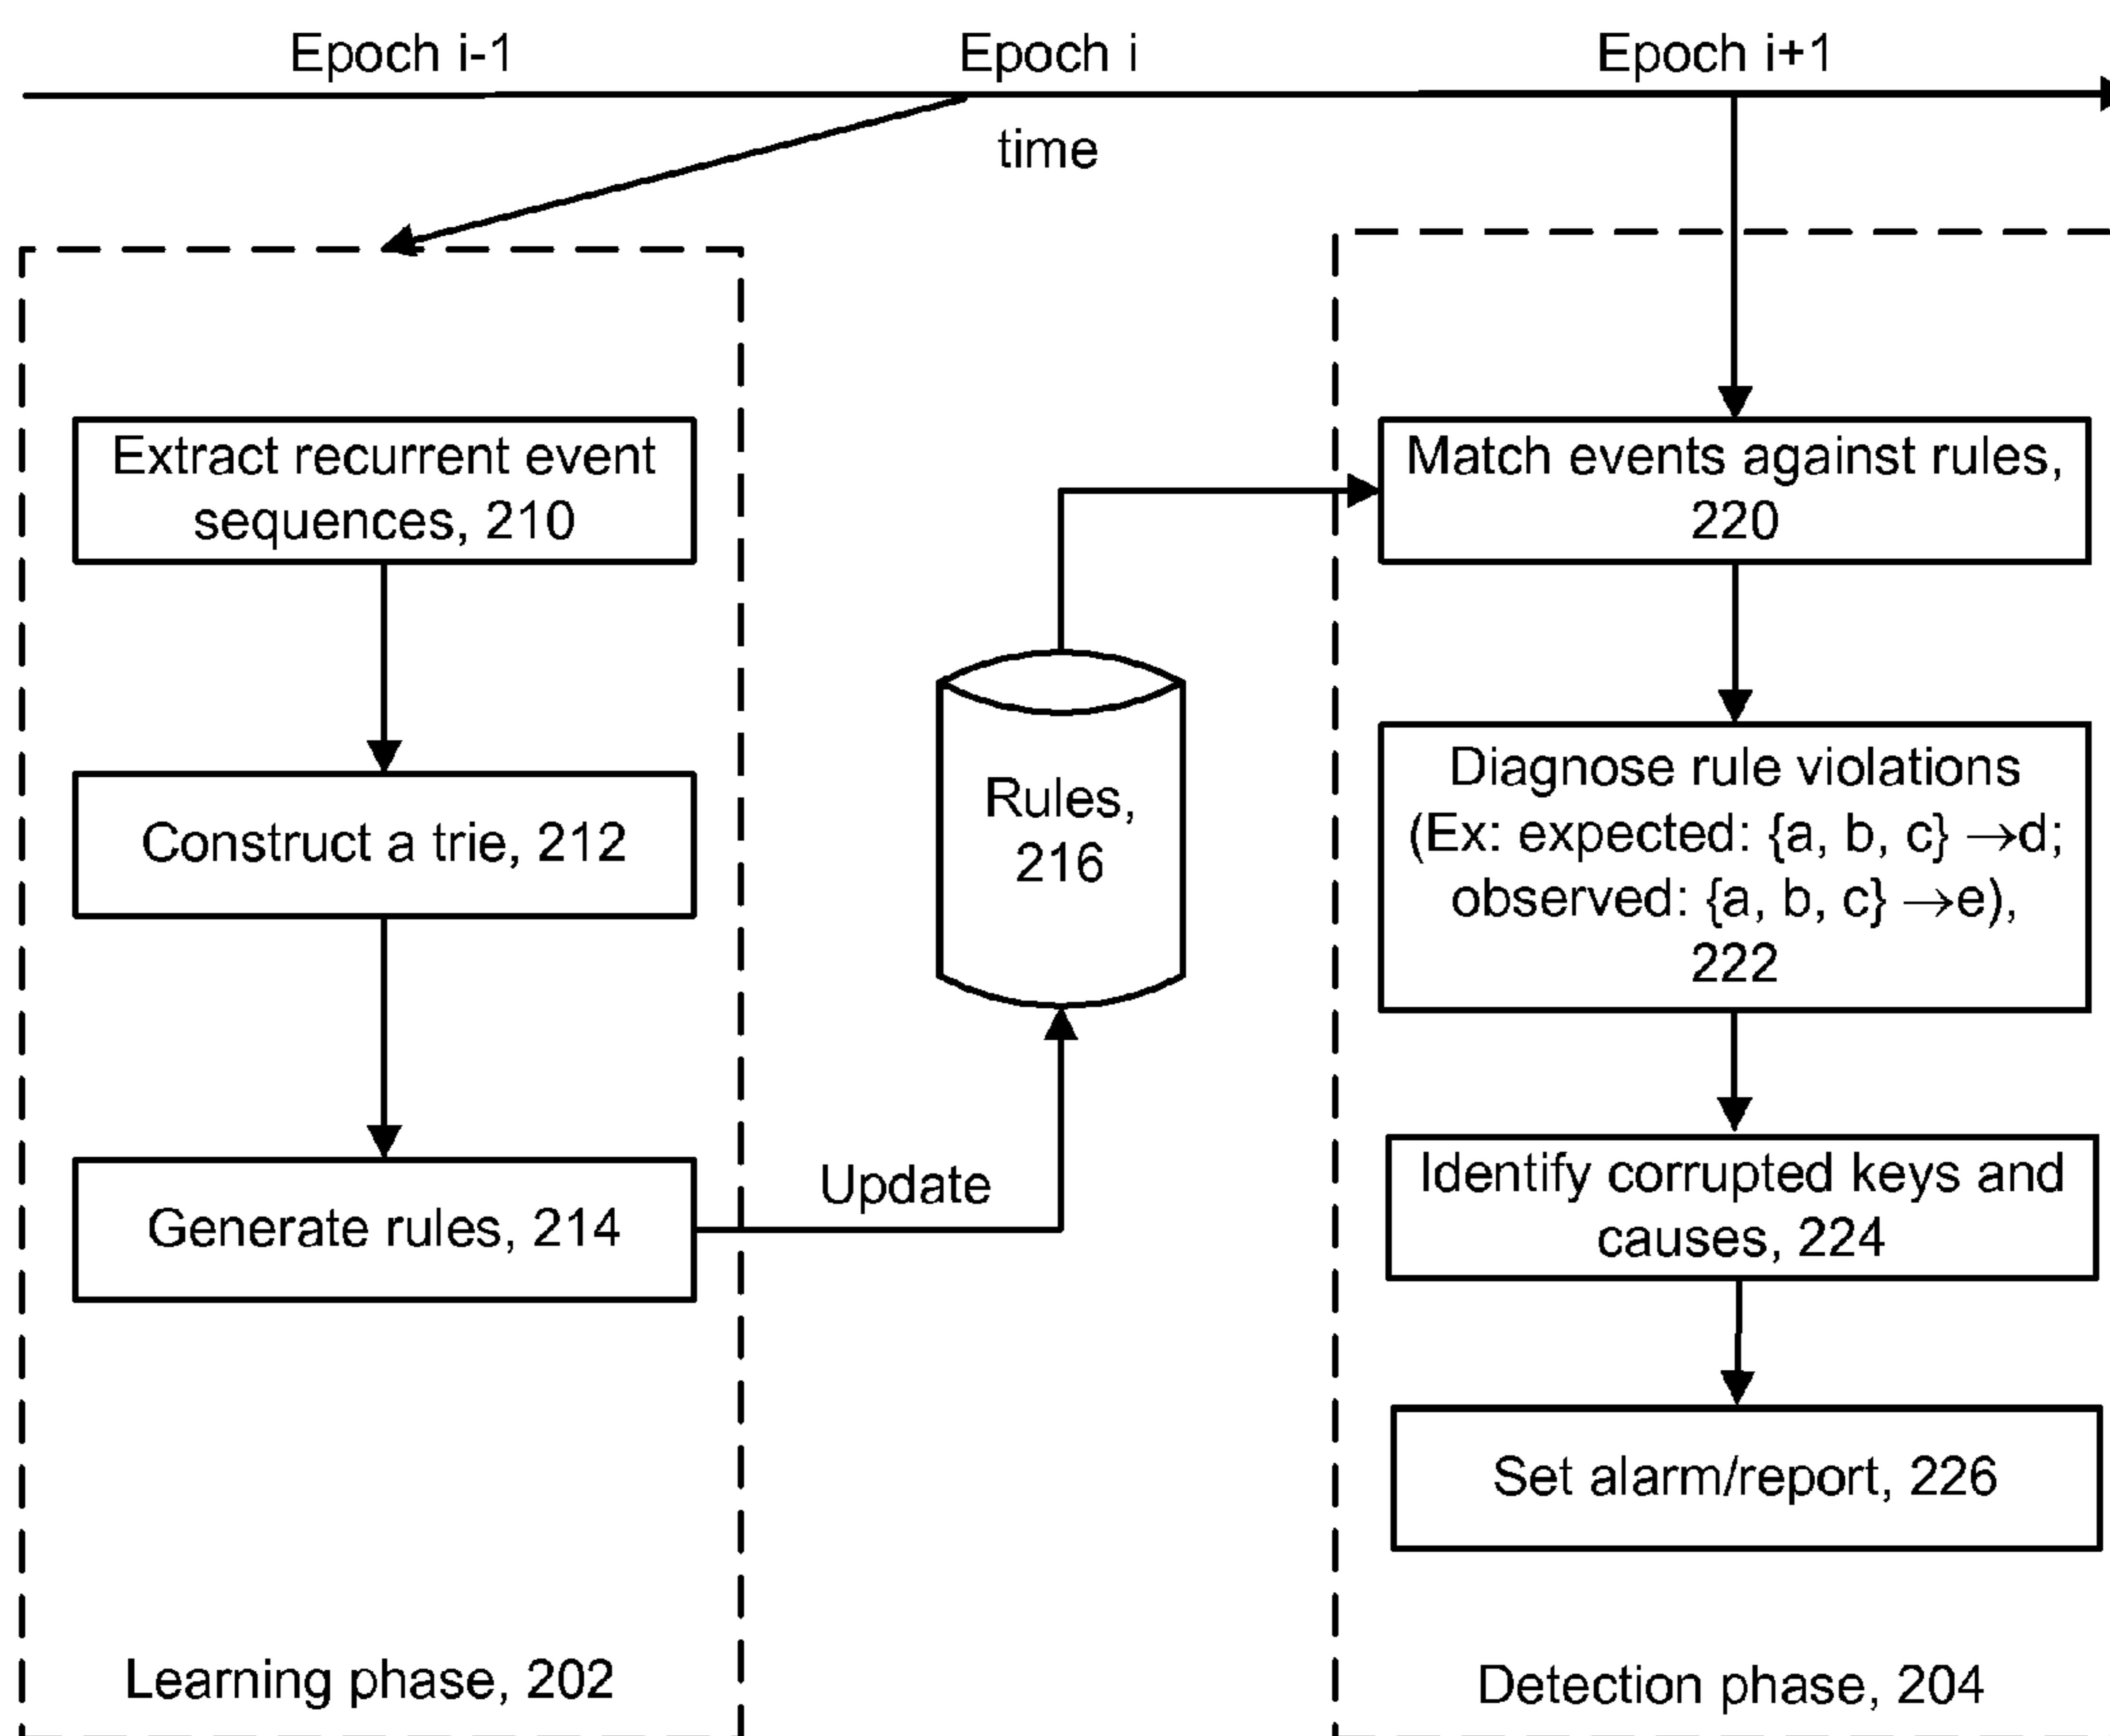 Epoch i-1
Epoch i
Epoch i+1
time
Extract recurrent event
sequences, 210
Construct a trie, 212
Generate rules, 214
Learning phase, 202
Update
Rules,
216
Match events against rules,
220
Diagnose rule violations
(Ex: expected: {a, b, c} →d;
observed: {a, b, c} →e),
222
Identify corrupted keys and
causes, 224
Set alarm/report, 226
Detection phase, 204